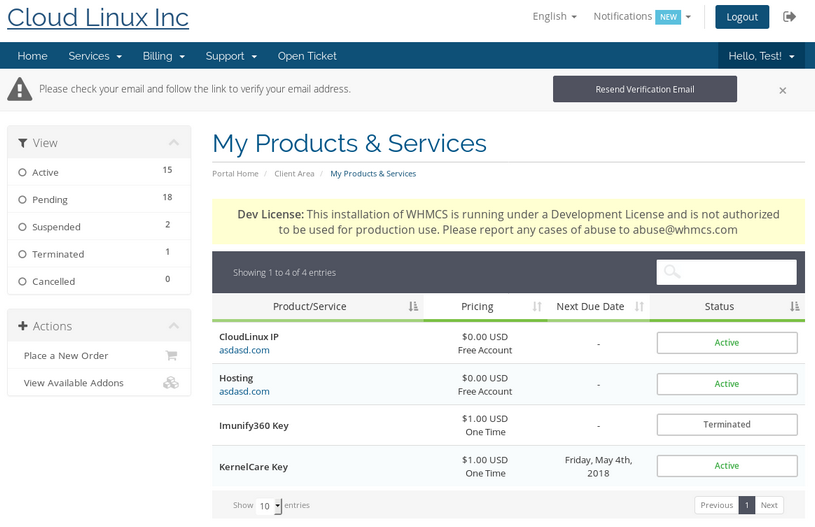 Cloud Linux Inc
English
Notifications NEW
Logout
Home Services Billing Support Open Ticket Hello, Test!
Please check your email and follow the link to verify your email address.
Resend Verification Email
×
View
Active 15
Pending 18
Suspended 2
Terminated 1
Cancelled 0
Actions
Place a New Order
View Available Addons
My Products & Services
Portal Home / Client Area / My Products & Services
Dev License: This installation of WHMCS is running under a Development License and is not authorized
to be used for production use. Please report any cases of abuse to abuse@whmcs.com
Showing 1 to 4 of 4 entries
Product/Service Pricing Next Due Date Status
CloudLinux IP
asdasd.com
$0.00 USD
Free Account
-
Active
Hosting
asdasd.com
$0.00 USD
Free Account
-
Active
Imunify360 Key
$1.00 USD
One Time
-
Terminated
KernelCare Key
$1.00 USD
One Time
Friday, May 4th,
2018
Active
Show 10 entries
Previous 1 Next